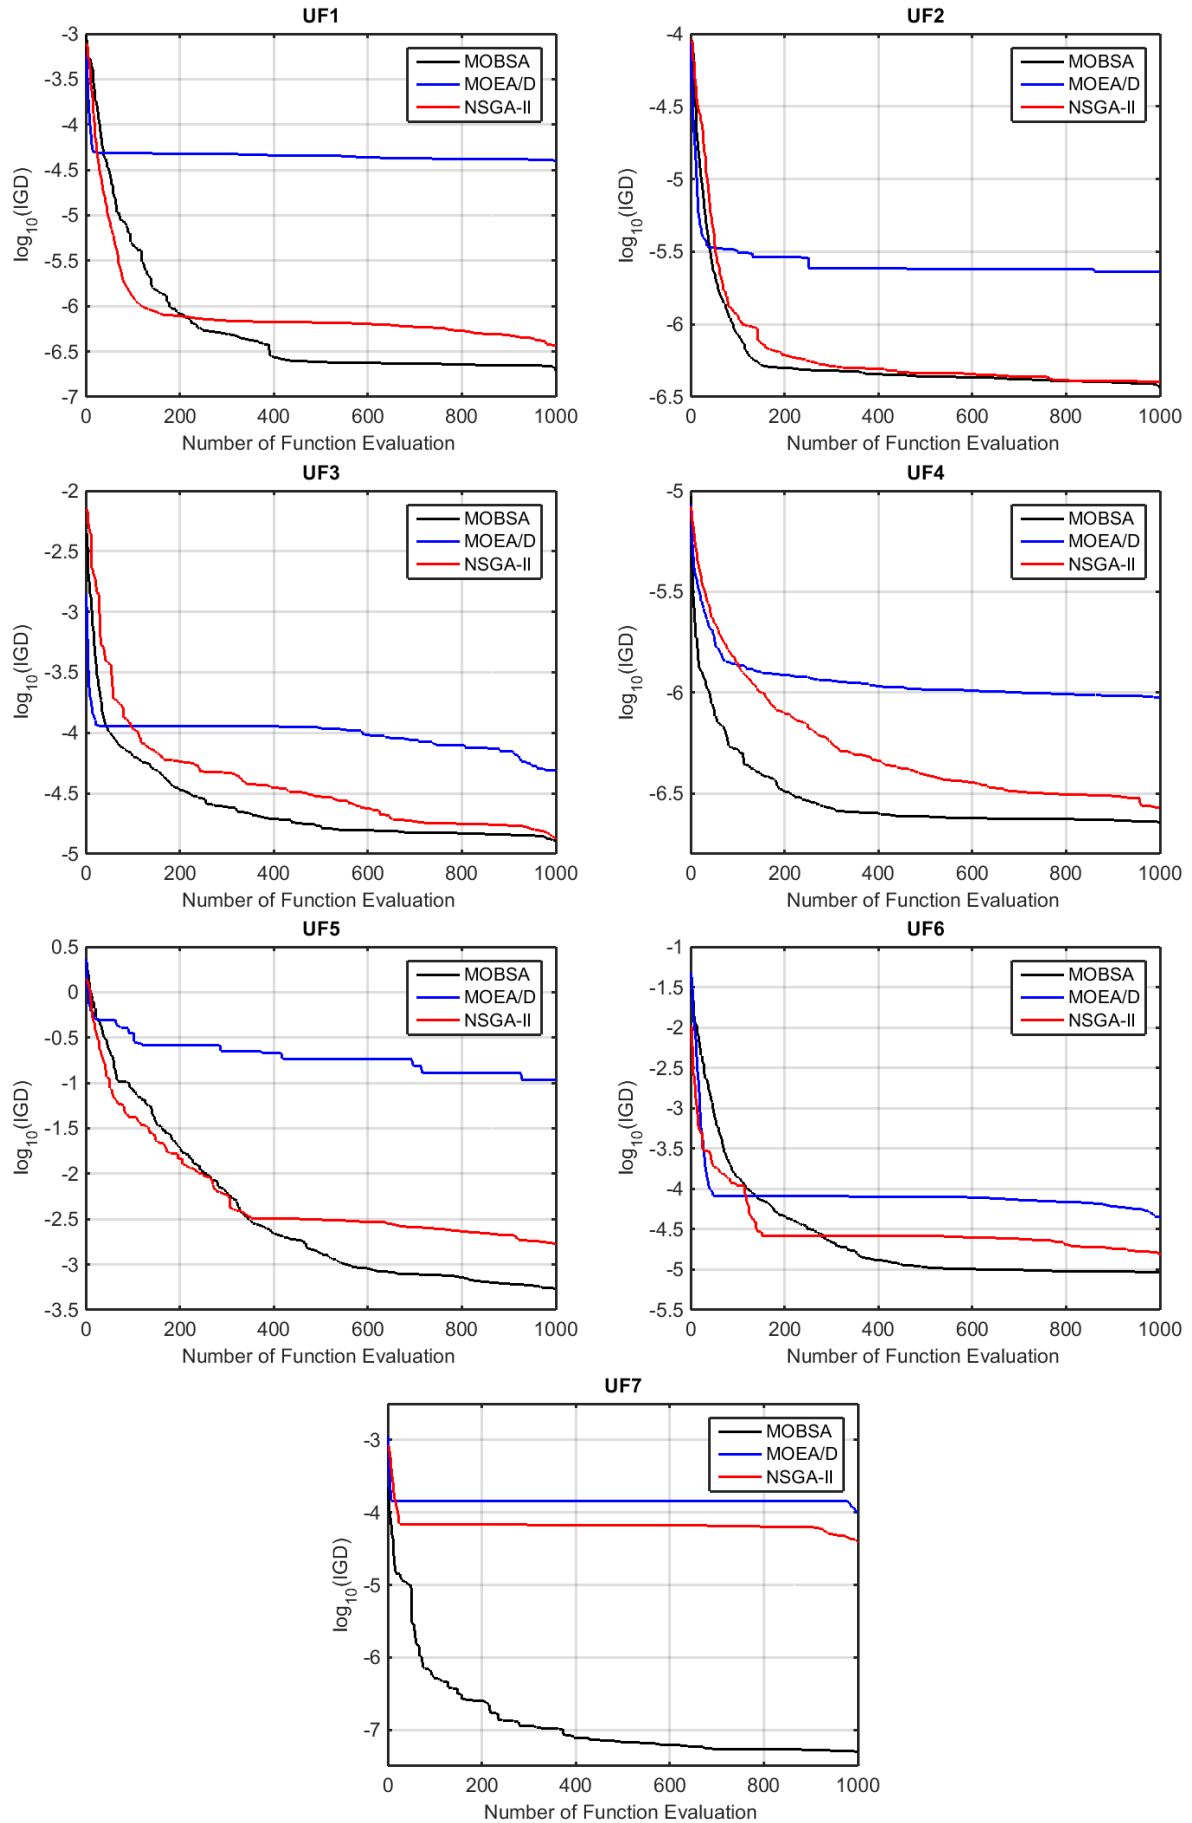 UF1
-3
-3.5
-4
-4.5
-5
-5.5
-6
-6.5
-7
log10(IGD)
MOBSA
MOEA/D
NSGA-II
0 200 400 600 800 1000
Number of Function Evaluation
UF2
-4
-4.5
-5
-5.5
-6
-6.5
log10(IGD)
MOBSA
MOEA/D
NSGA-II
0 200 400 600 800 1000
Number of Function Evaluation
UF3
-2
-2.5
-3
-3.5
-4
-4.5
-5
log10(IGD)
MOBSA
MOEA/D
NSGA-II
0 200 400 600 800 1000
Number of Function Evaluation
UF4
-5
-5.5
-6
-6.5
log10(IGD)
MOBSA
MOEA/D
NSGA-II
0 200 400 600 800 1000
Number of Function Evaluation
UF5
0.5
0
-0.5
-1
-1.5
-2
-2.5
-3
-3.5
log10(IGD)
MOBSA
MOEA/D
NSGA-II
0 200 400 600 800 1000
Number of Function Evaluation
UF6
-1
-1.5
-2
-2.5
-3
-3.5
-4
-4.5
-5
-5.5
log10(IGD)
MOBSA
MOEA/D
NSGA-II
0 200 400 600 800 1000
Number of Function Evaluation
UF7
-3
-4
-5
-6
-7
log10(IGD)
MOBSA
MOEA/D
NSGA-II
0 200 400 600 800 1000
Number of Function Evaluation